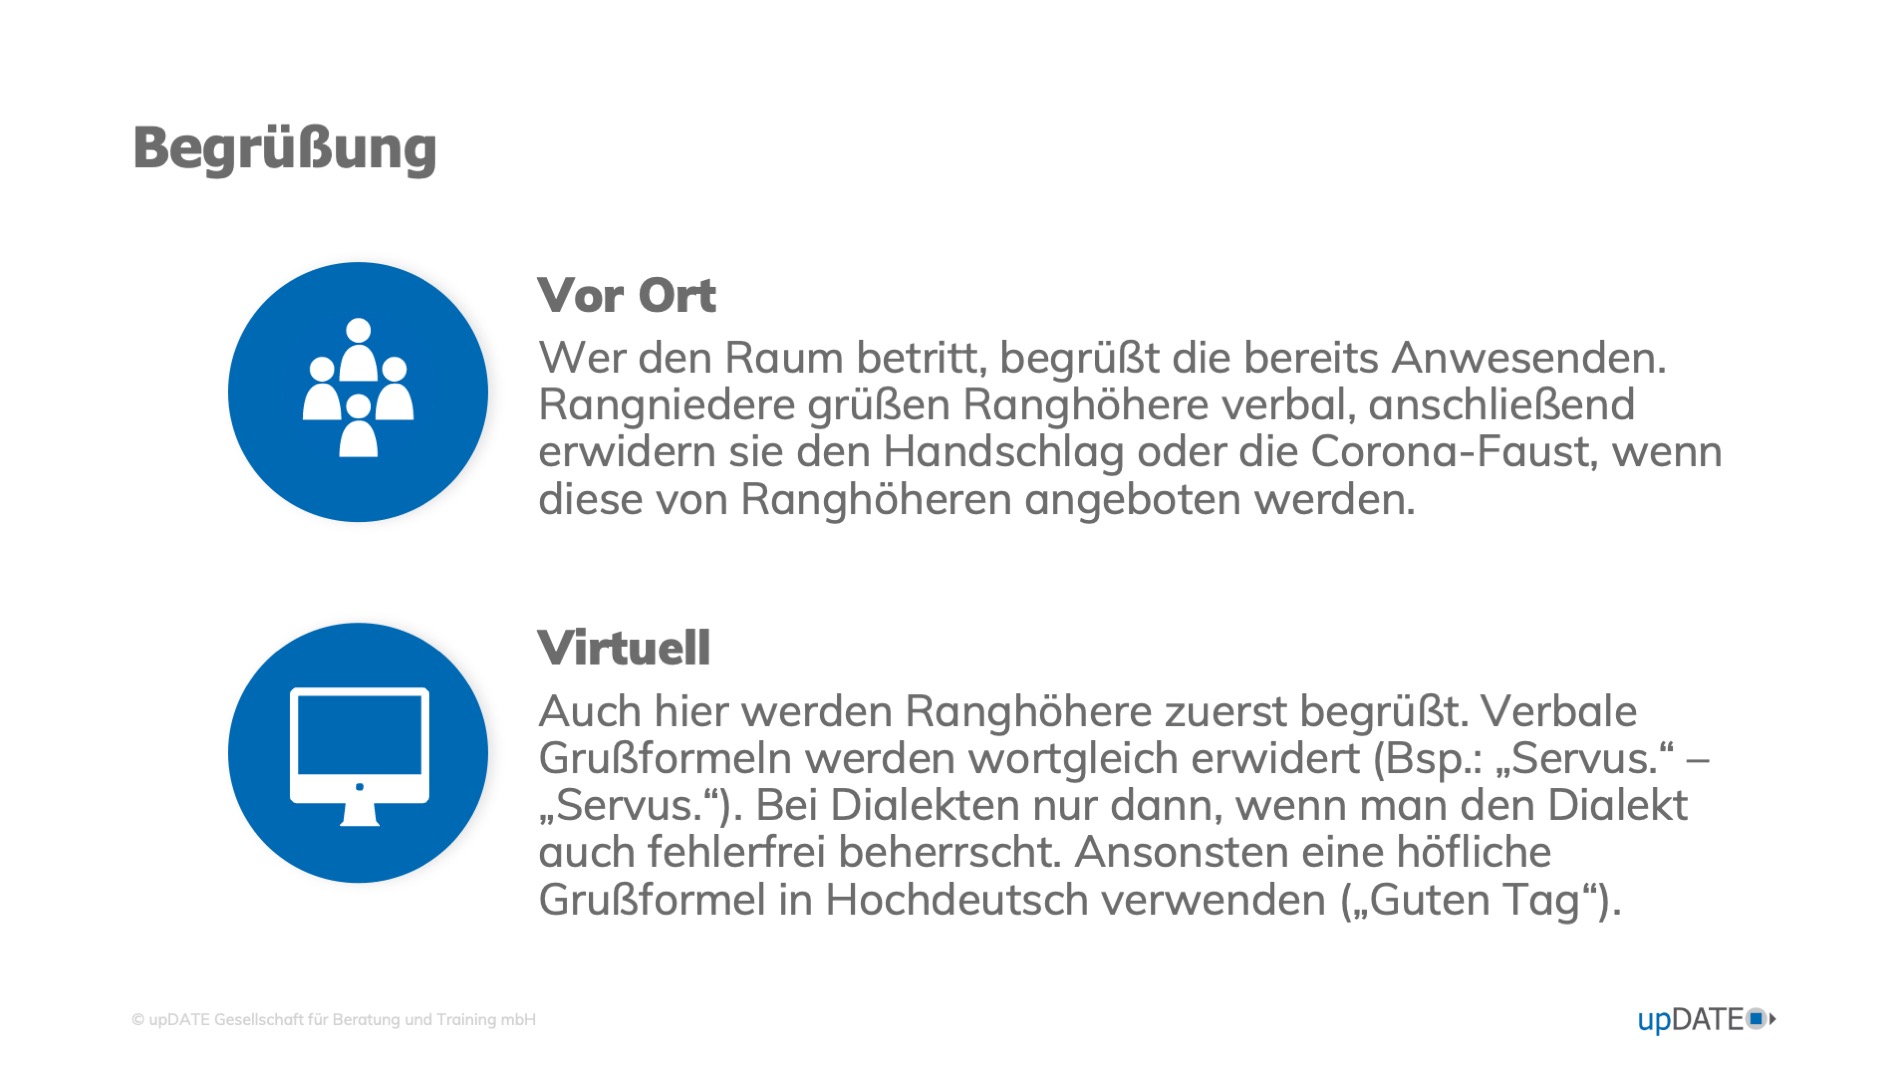 Begrüßung
Vor Ort
Wer den Raum betritt, begrüßt die bereits Anwesenden.
Rangniedere grüßen Ranghöhere verbal, anschließend
erwidern sie den Handschlag oder die Corona-Faust, wenn
diese von Ranghöheren angeboten werden.
Virtuell
Auch hier werden Ranghöhere zuerst begrüßt. Verbale
Grußformeln werden wortgleich erwidert (Bsp.: „Servus.“ –
„Servus.“). Bei Dialekten nur dann, wenn man den Dialekt
auch fehlerfrei beherrscht. Ansonsten eine höfliche
Grußformel in Hochdeutsch verwenden („Guten Tag“).
© upDATE Gesellschaft für Beratung und Training mbH
upDATE